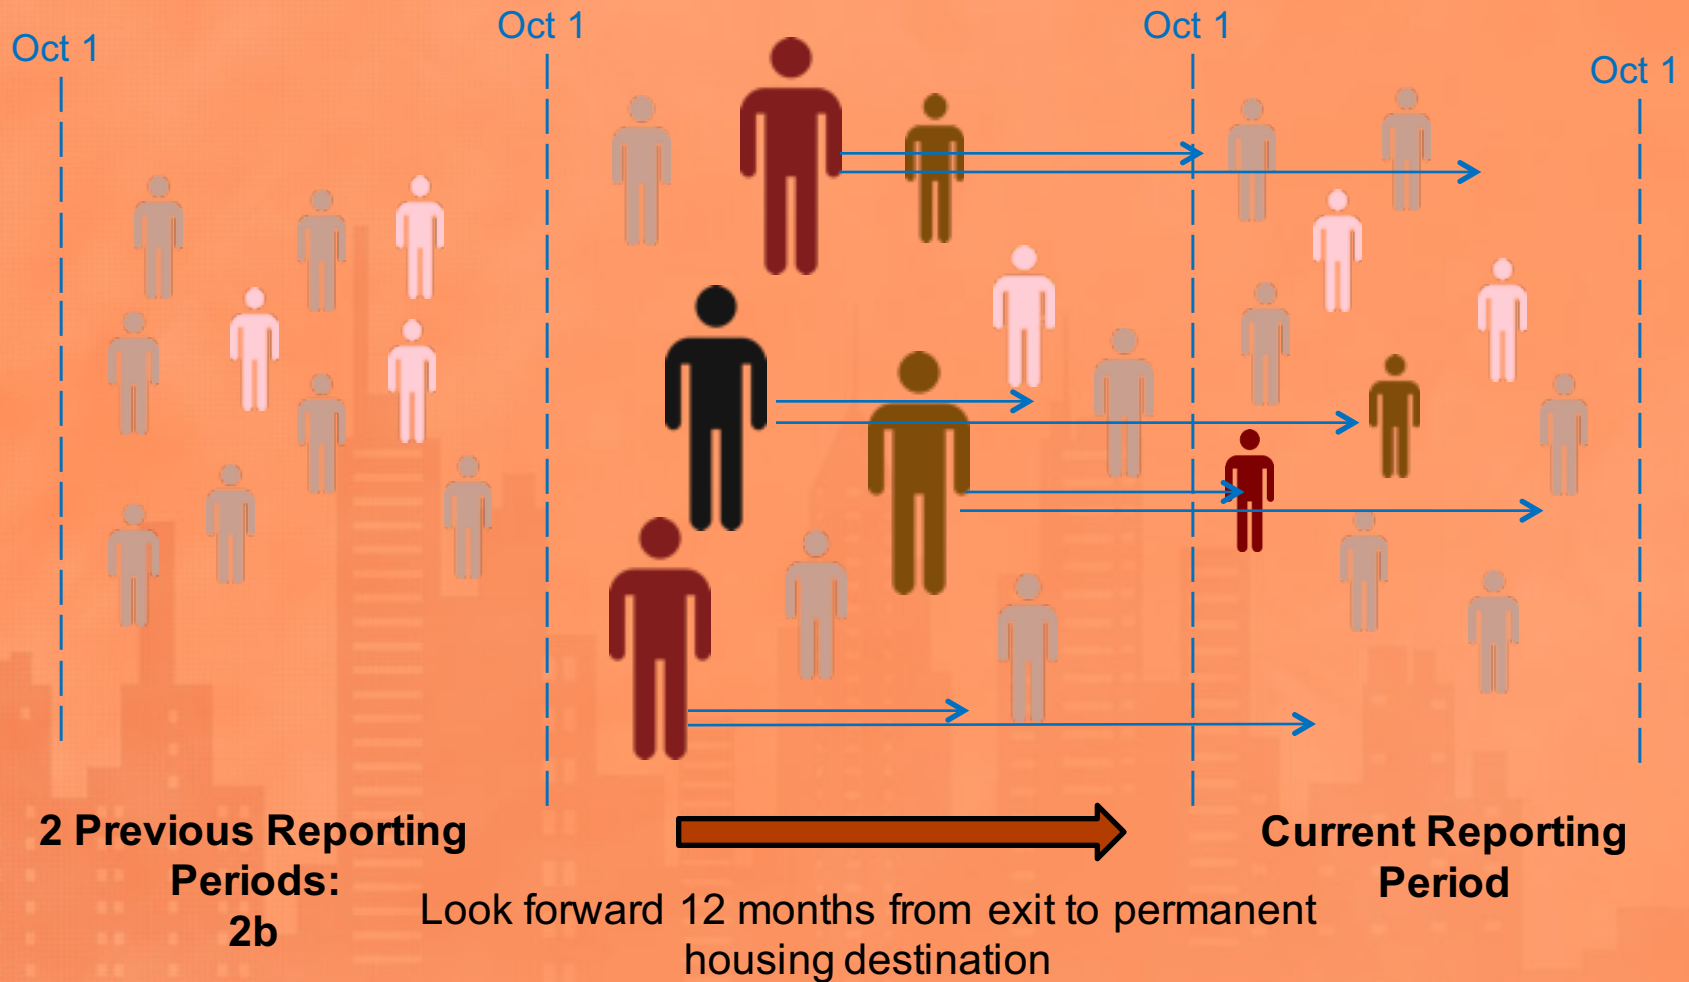 Oct 1
Oct 1
Oct 1
Oct 1
2 Previous Reporting
Periods:
2b
Look forward 12 months from exit to permanent
housing destination
Current Reporting
Period